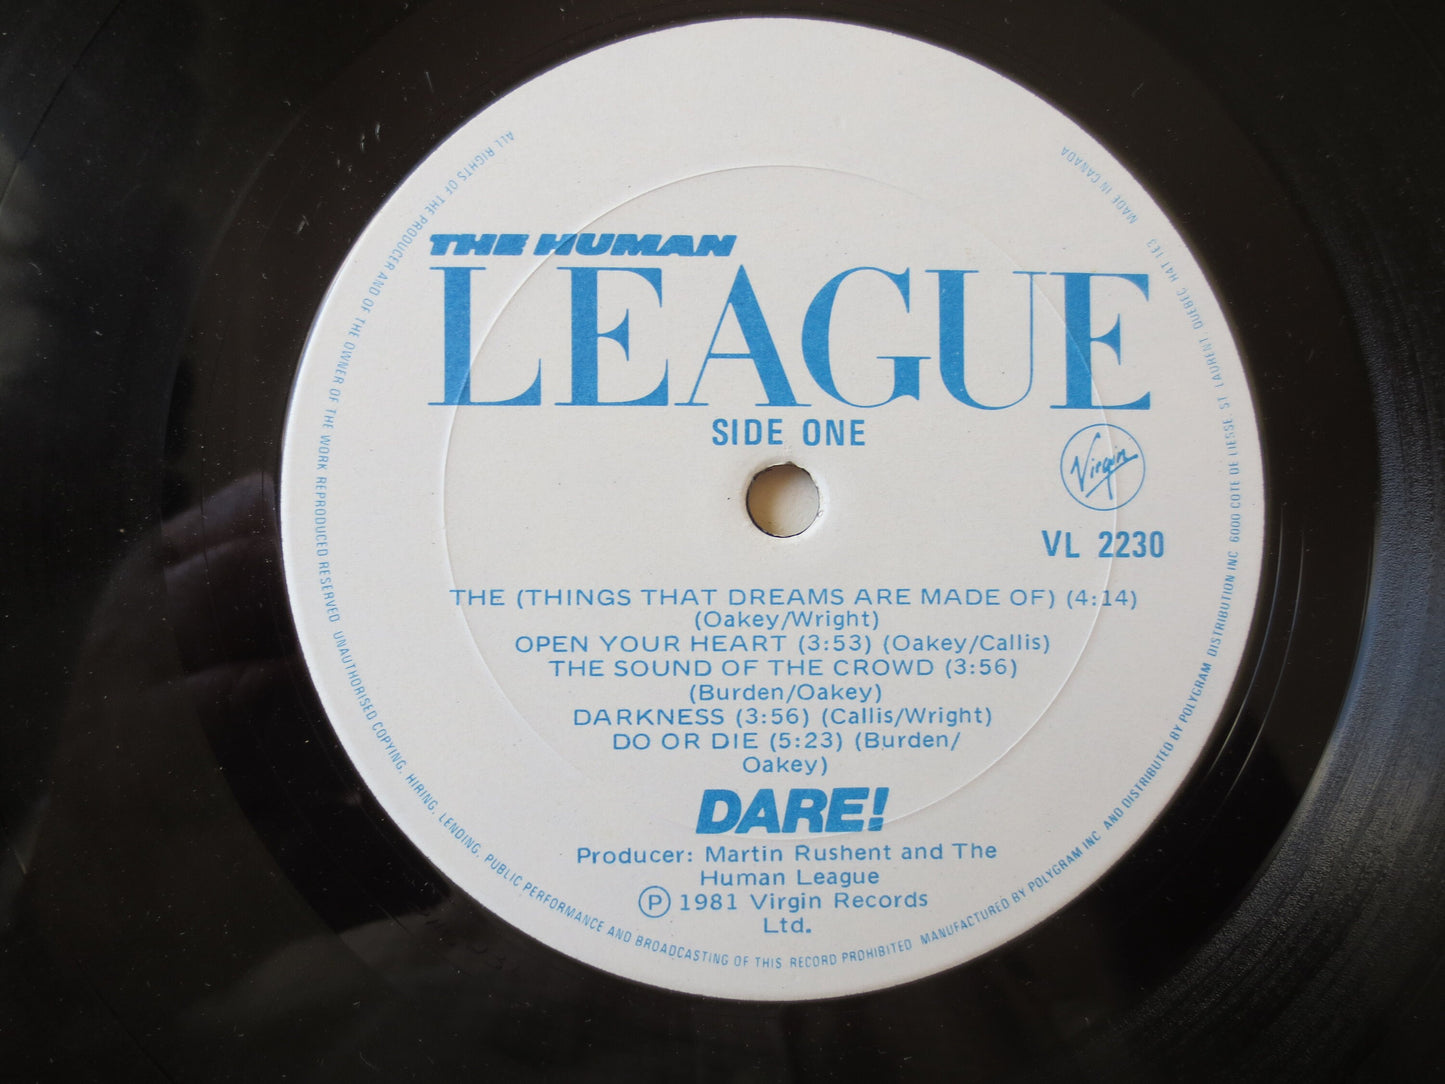 THE HUMAN
LEAGUE
SIDE ONE
Virgin
VL 2230
THE (THINGS THAT DREAMS ARE MADE OF) (4:14)
(Oakey/Wright)
OPEN YOUR HEART (3:53) (Oakey/Callis)
THE SOUND OF THE CROWD (3:56)
(Burden/Oakey)
DARKNESS (3:56) (Callis/Wright)
DO OR DIE (5:23) (Burden/
Oakey)
DARE!
Producer: Martin Rushent and The
Human League
Ⓟ 1981 Virgin Records
Ltd.
ALL RIGHTS OF THE PRODUCER AND OF THE OWNER OF THE WORK REPRODUCED RESERVED. UNAUTHORISED COPYING, HIRING, LENDING, PUBLIC PERFORMANCE AND BROADCASTING OF THIS RECORD PROHIBITED MANUFACTURED BY POLYGRAM INC AND DISTRIBUTED BY POLYGRAM DISTRIBUTION INC 6000 COTE DE LIESSE, ST LAURENT, QUEBEC H4T 1E3 MADE IN CANADA